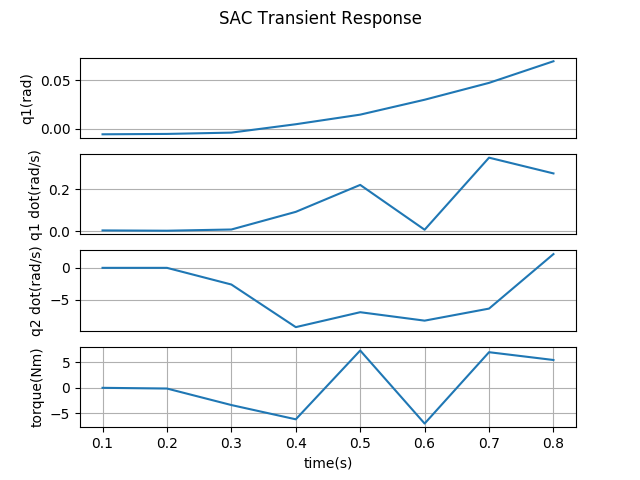 SAC Transient Response
q1(rad)
0.05
0.00
q1 dot(rad/s)
0.2
0.0
q2 dot(rad/s)
0
−5
torque(Nm)
5
0
−5
0.1 0.2 0.3 0.4 0.5 0.6 0.7 0.8
time(s)